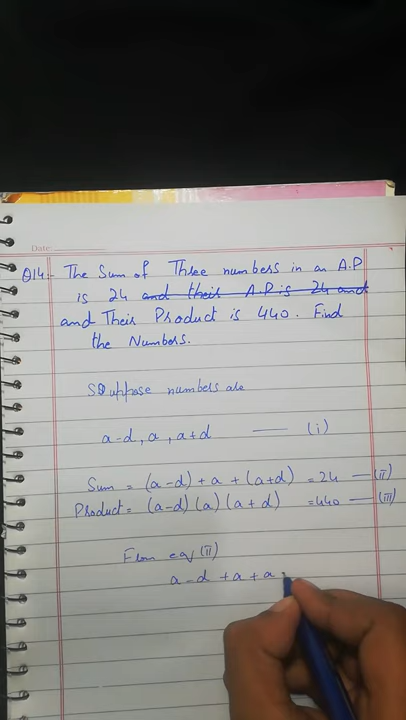 Date
Q14:- The Sum of Three numbers in an A.P
is 24 and their A.P is 24 and
and Their Product is 440. Find
the Numbers.
Suppose numbers are
a-d, a, a+d — (i)
Sum = (a-d) + a + (a+d) = 24 — (ii)
Product = (a-d) (a) (a+d) = 440 — (iii)
From eq (ii)
a-d + a + a